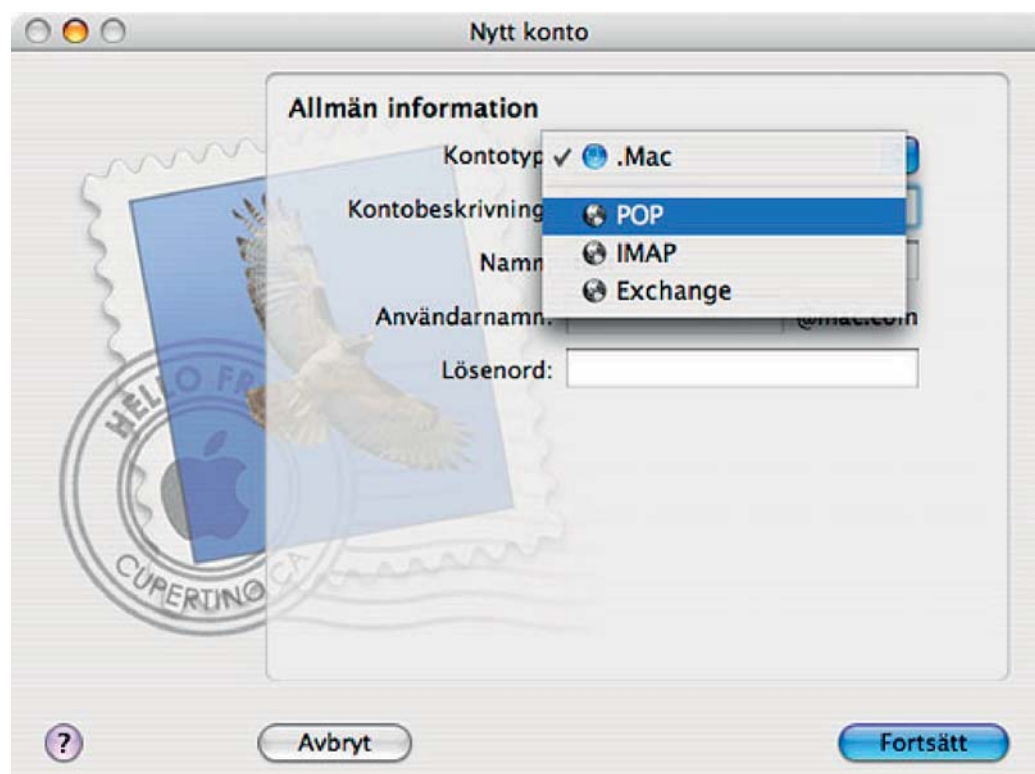 Nytt konto
Allmän information
Kontotyp
✓ .Mac
POP
IMAP
Exchange
Kontobeskrivning
Namn
Användarnamn:
@mac.com
Lösenord:
HELLO FR
CUPERTINO CA
?
Avbryt
Fortsätt